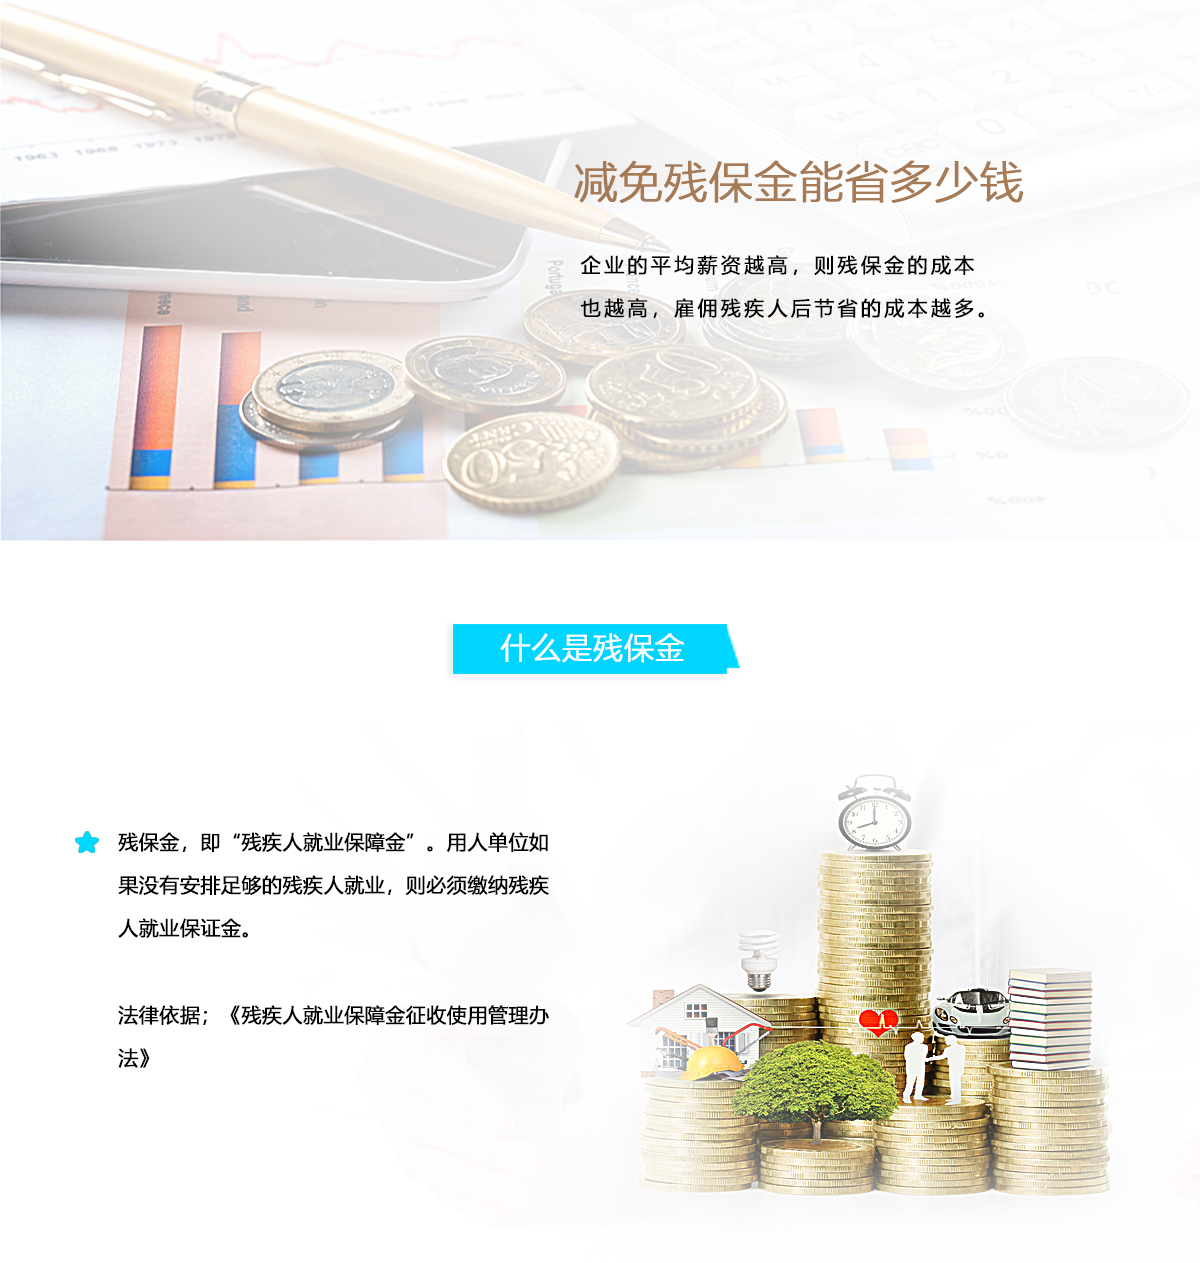 1963 1968 1973
减免残保金能省多少钱
企业的平均薪资越高，则残保金的成本
也越高，雇佣残疾人后节省的成本越多。
什么是残保金
残保金，即“残疾人就业保障金”。用人单位如
果没有安排足够的残疾人就业，则必须缴纳残疾
人就业保证金。
法律依据；《残疾人就业保障金征收使用管理办
法》